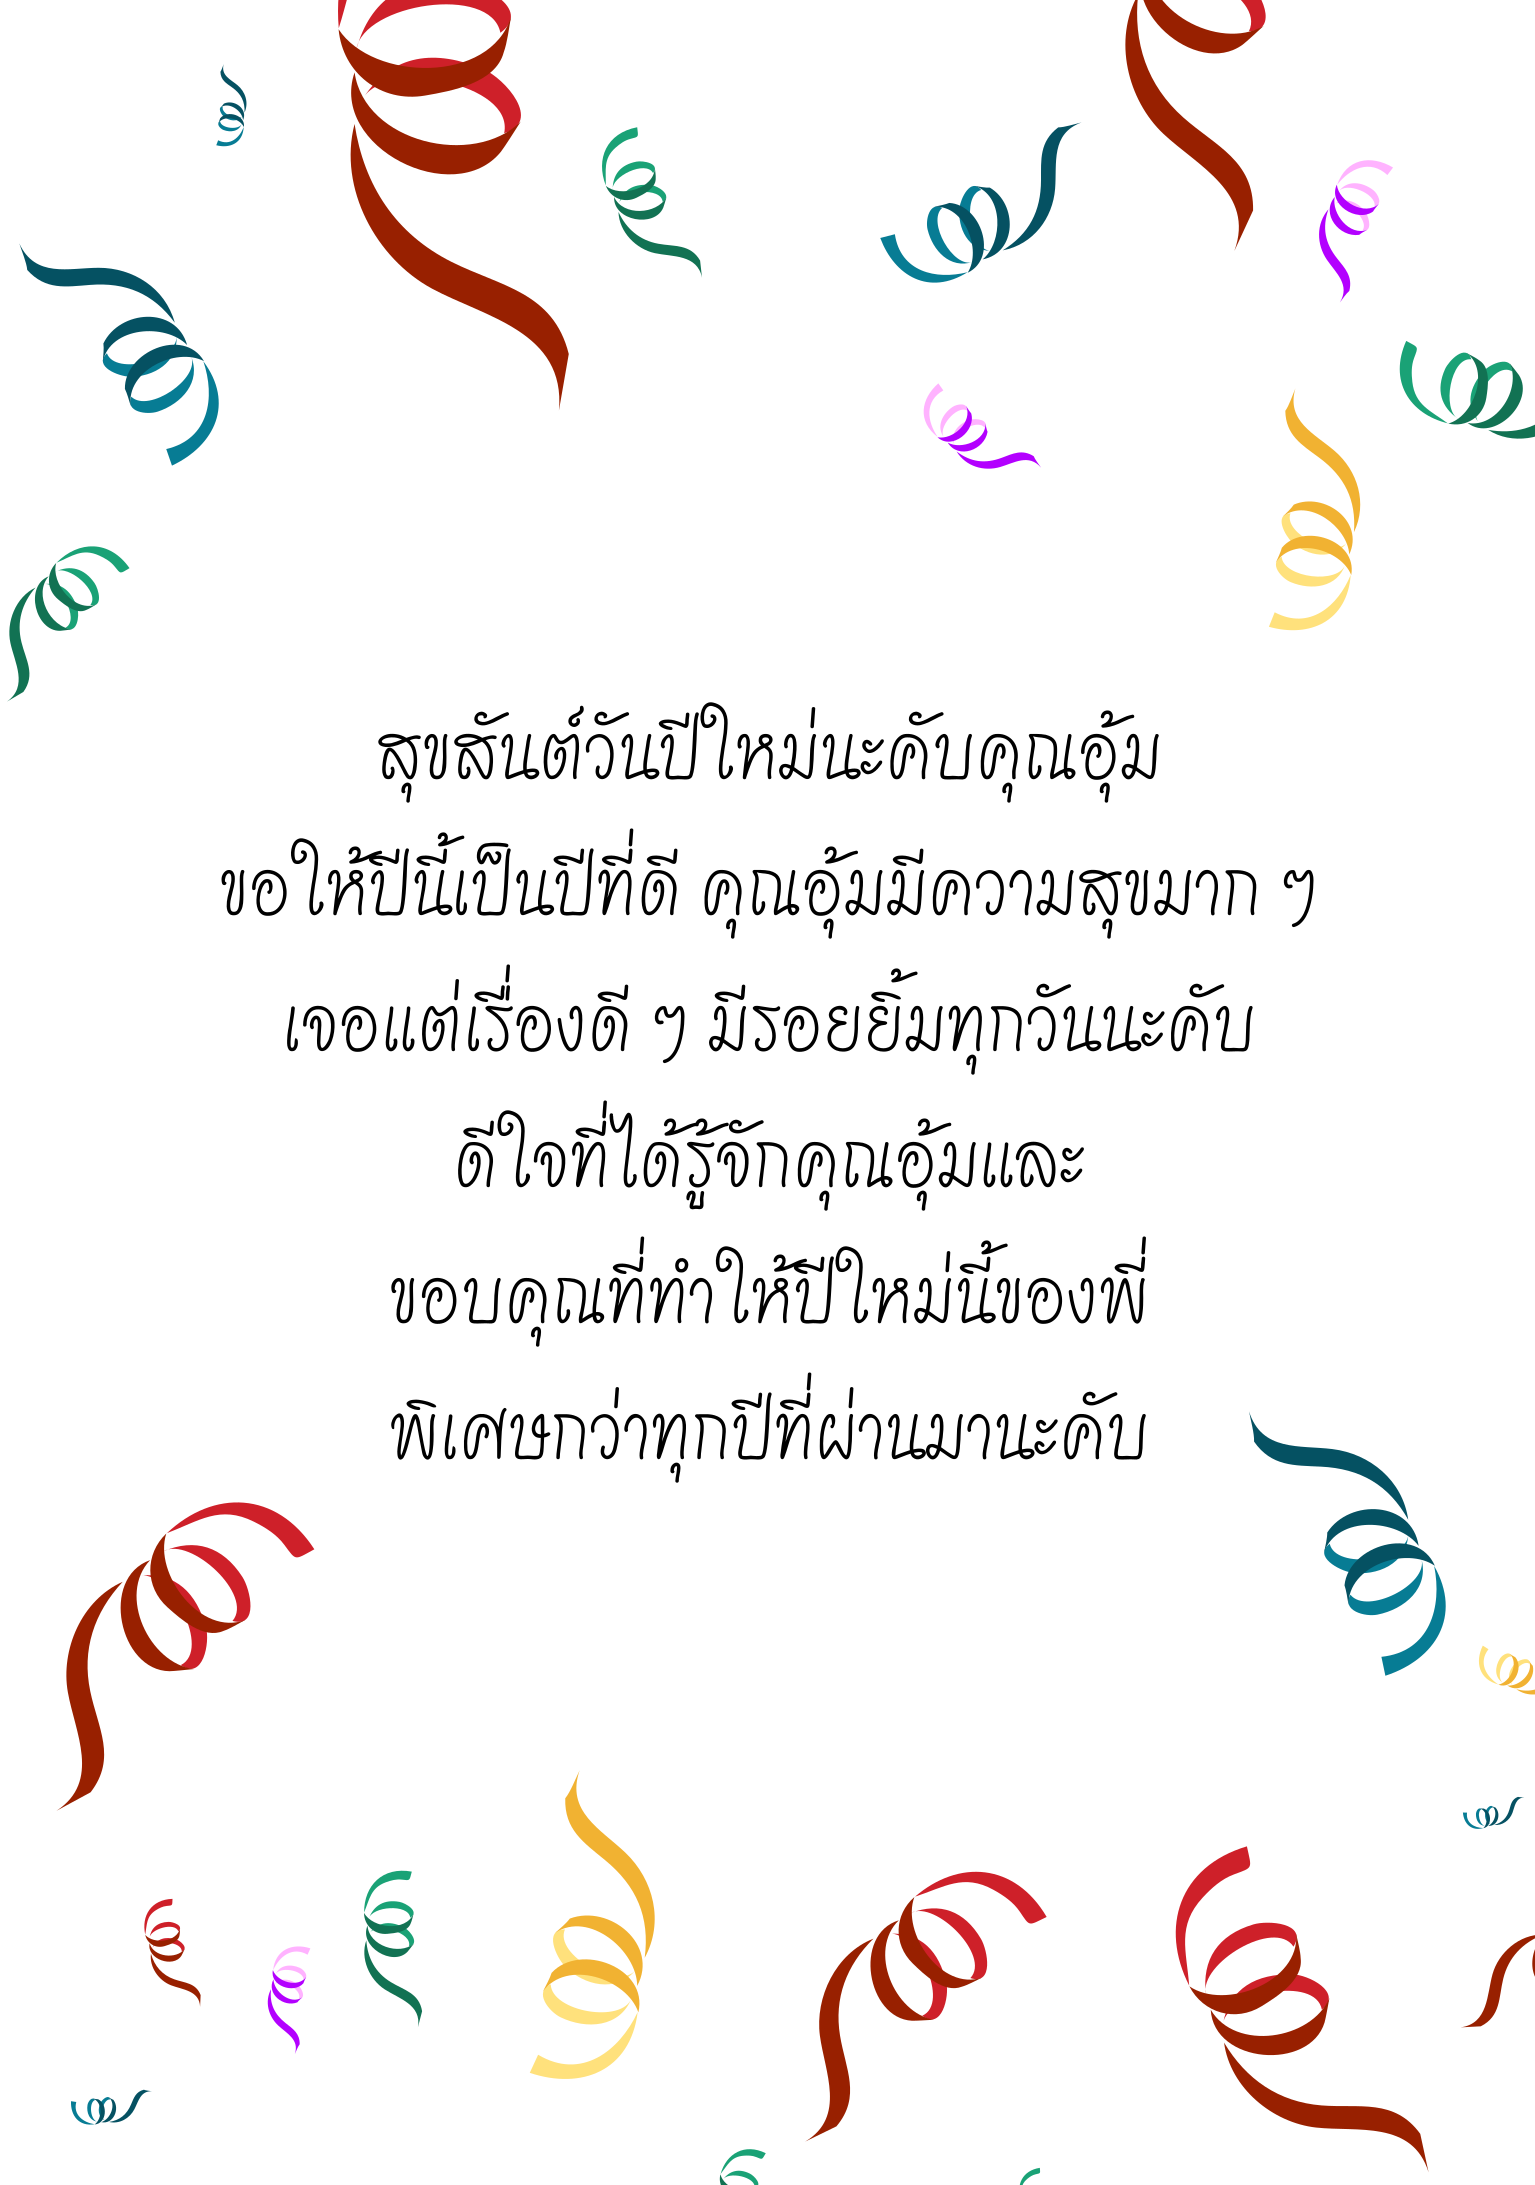 สุขสันต์วันปีใหม่นะคับคุณอุ้ม
ขอให้ปีนี้เป็นปีที่ดี คุณอุ้มมีความสุขมาก ๆ
เจอแต่เรื่องดี ๆ มีรอยยิ้มทุกวันนะคับ
ดีใจที่ได้รู้จักคุณอุ้มและ
ขอบคุณที่ทำให้ปีใหม่นี้ของพี่
พิเศษกว่าทุกปีที่ผ่านมานะคับ